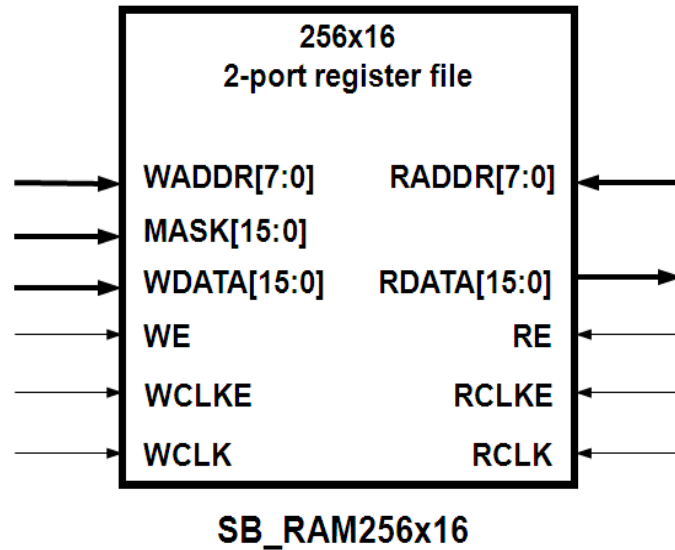 256x16
2-port register file
WADDR[7:0] RADDR[7:0]
MASK[15:0]
WDATA[15:0] RDATA[15:0]
WE RE
WCLKE RCLKE
WCLK RCLK
SB_RAM256x16